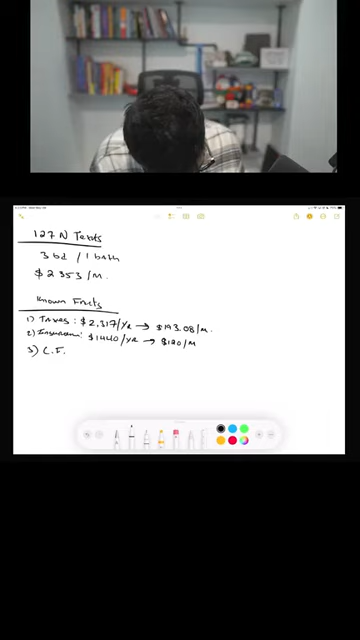 127 N Tents
3 bd / 1 bath
$2353/M.
Known Facts
1) Taxes: $2,317/YR → $193.08/M.
2) Insurance: $1440/YR → $120/M
3) C.F.